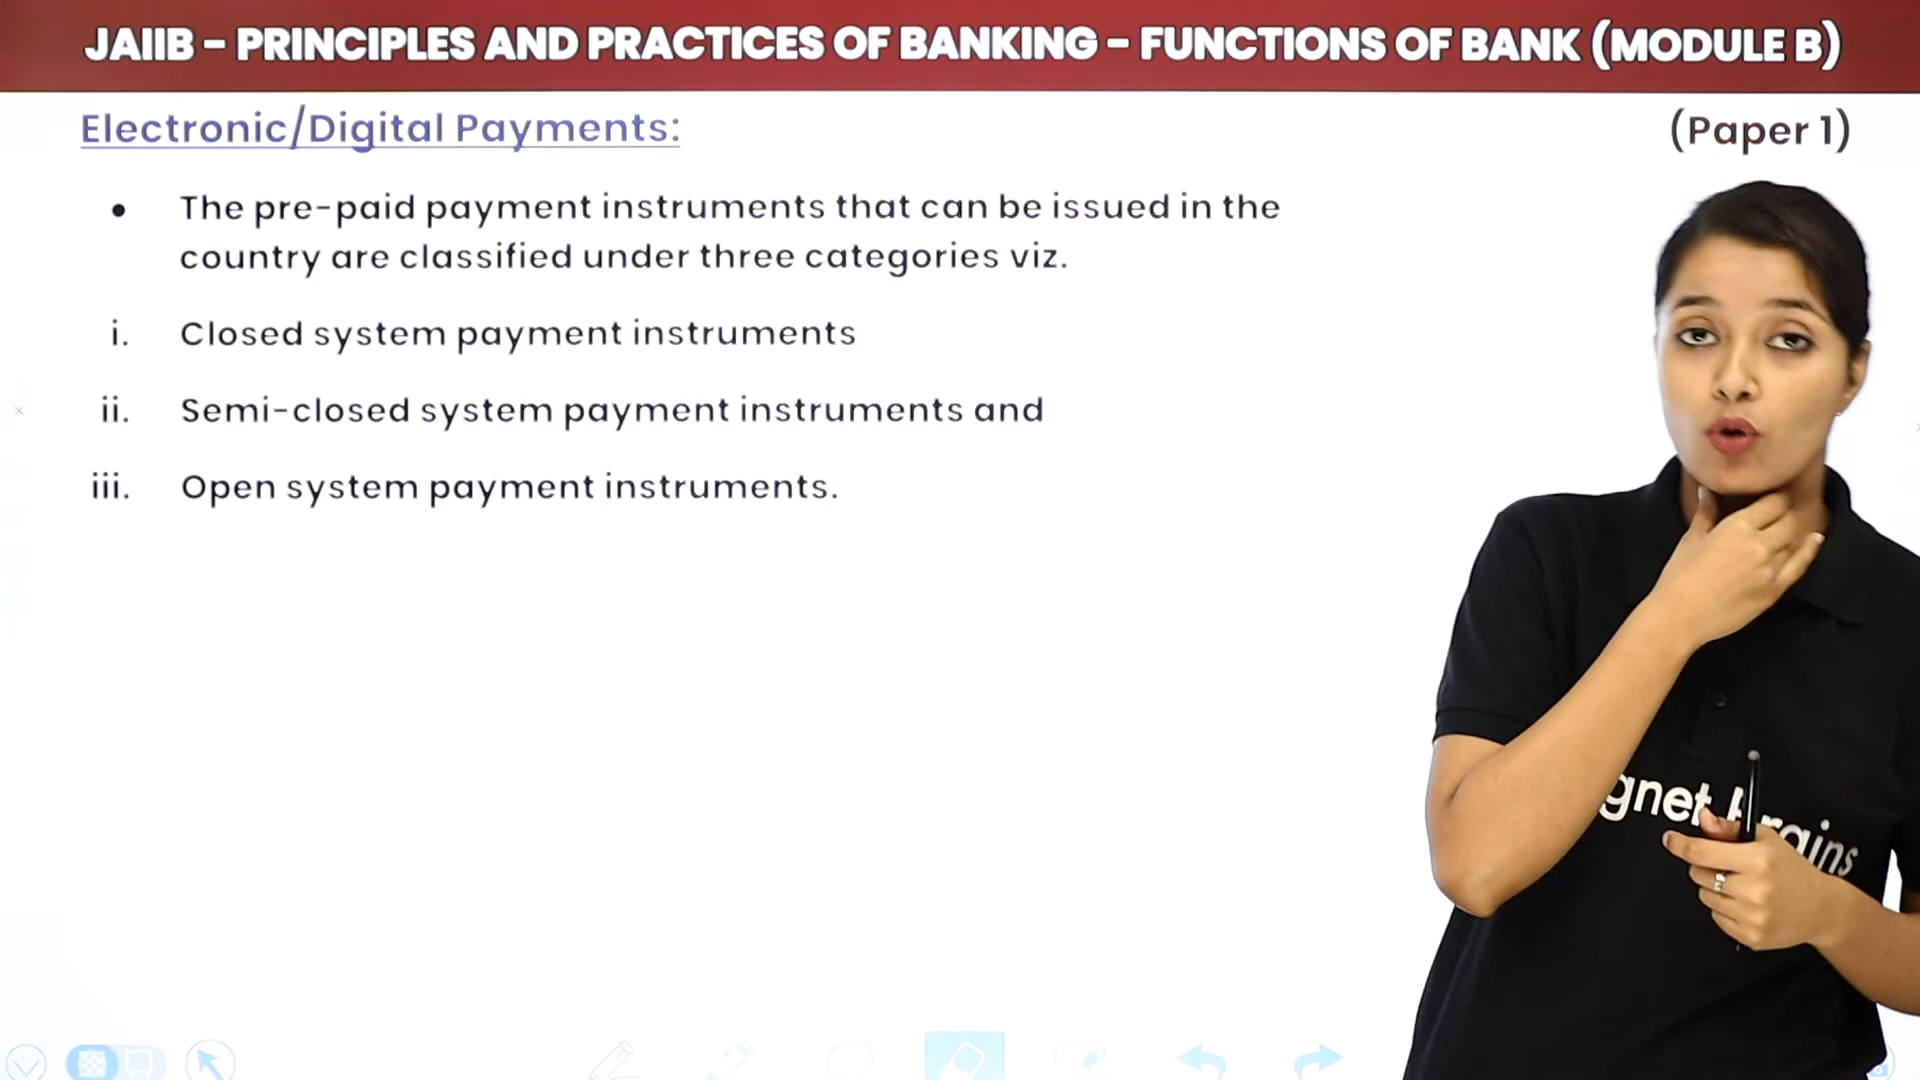 JAIIB – PRINCIPLES AND PRACTICES OF BANKING – FUNCTIONS OF BANK (MODULE B)
Electronic/Digital Payments:
(Paper 1)
• The pre-paid payment instruments that can be issued in the
country are classified under three categories viz.
i. Closed system payment instruments
ii. Semi-closed system payment instruments and
iii. Open system payment instruments.
gnet Brains